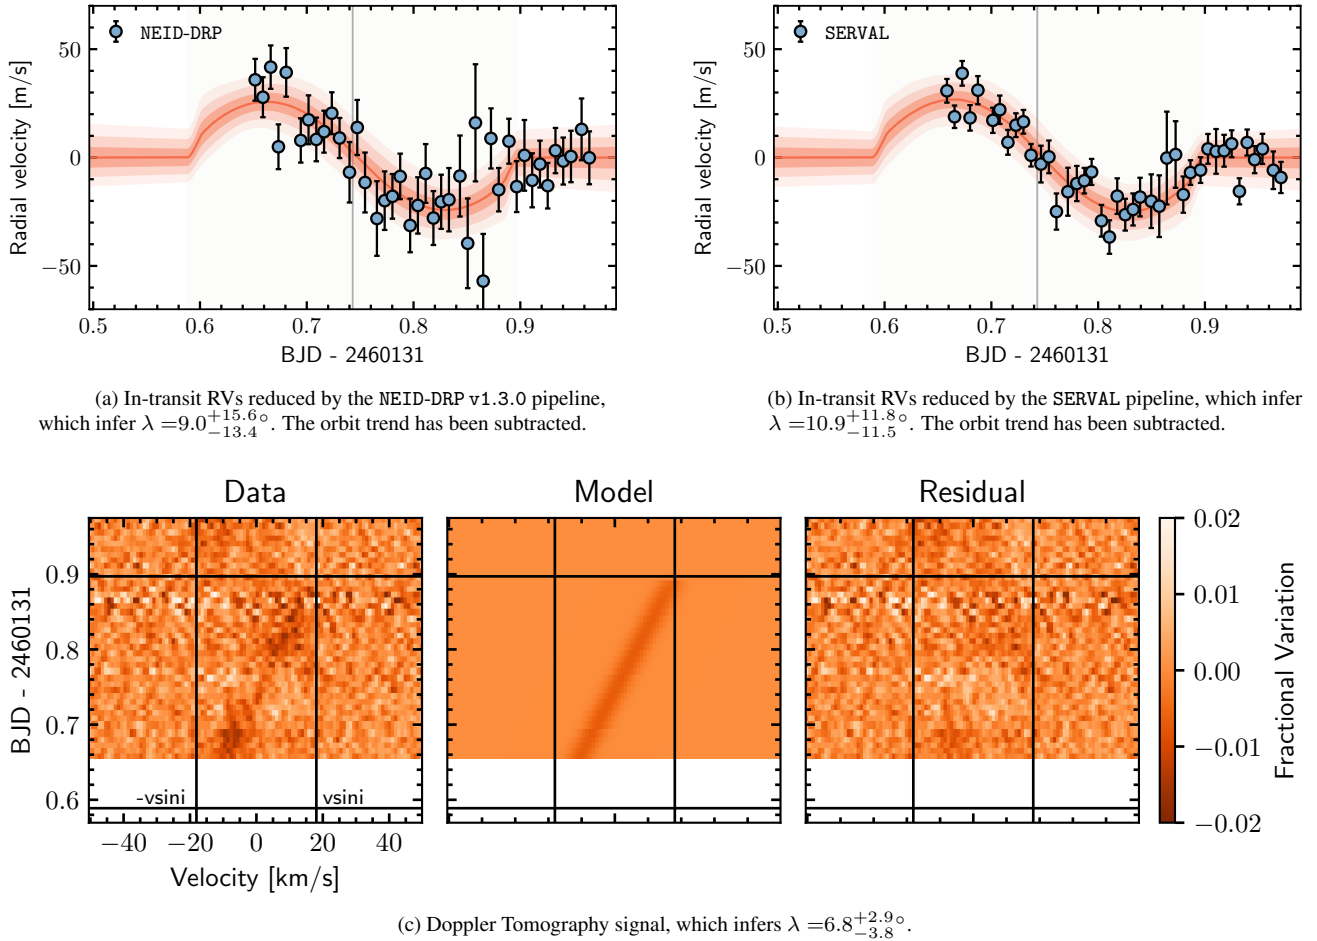 NEID-DRP
SERVAL
Radial velocity [m/s]
50
0
−50
0.5 0.6 0.7 0.8 0.9
BJD - 2460131
Radial velocity [m/s]
50
0
−50
0.5 0.6 0.7 0.8 0.9
BJD - 2460131
(a) In-transit RVs reduced by the NEID-DRP v1.3.0 pipeline,
which infer λ =9.0+15.6−13.4°. The orbit trend has been subtracted.
(b) In-transit RVs reduced by the SERVAL pipeline, which infer
λ =10.9+11.8−11.5°. The orbit trend has been subtracted.
Data Model Residual
BJD - 2460131
0.9
0.8
0.7
0.6
-vsini vsini
−40 −20 0 20 40
Velocity [km/s]
0.02
0.01
0.00
−0.01
−0.02
Fractional Variation
(c) Doppler Tomography signal, which infers λ =6.8+2.9−3.8°.